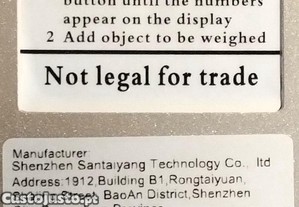 button until the numbers
appear on the display
2 Add object to be weighed
Not legal for trade
Manufacturer
Shenzhen Santaiyang Technology Co., ltd
Address:1912,Building B1,Rongtaiyuan,
BaoAn District,Shenzhen
Custojusto.pt